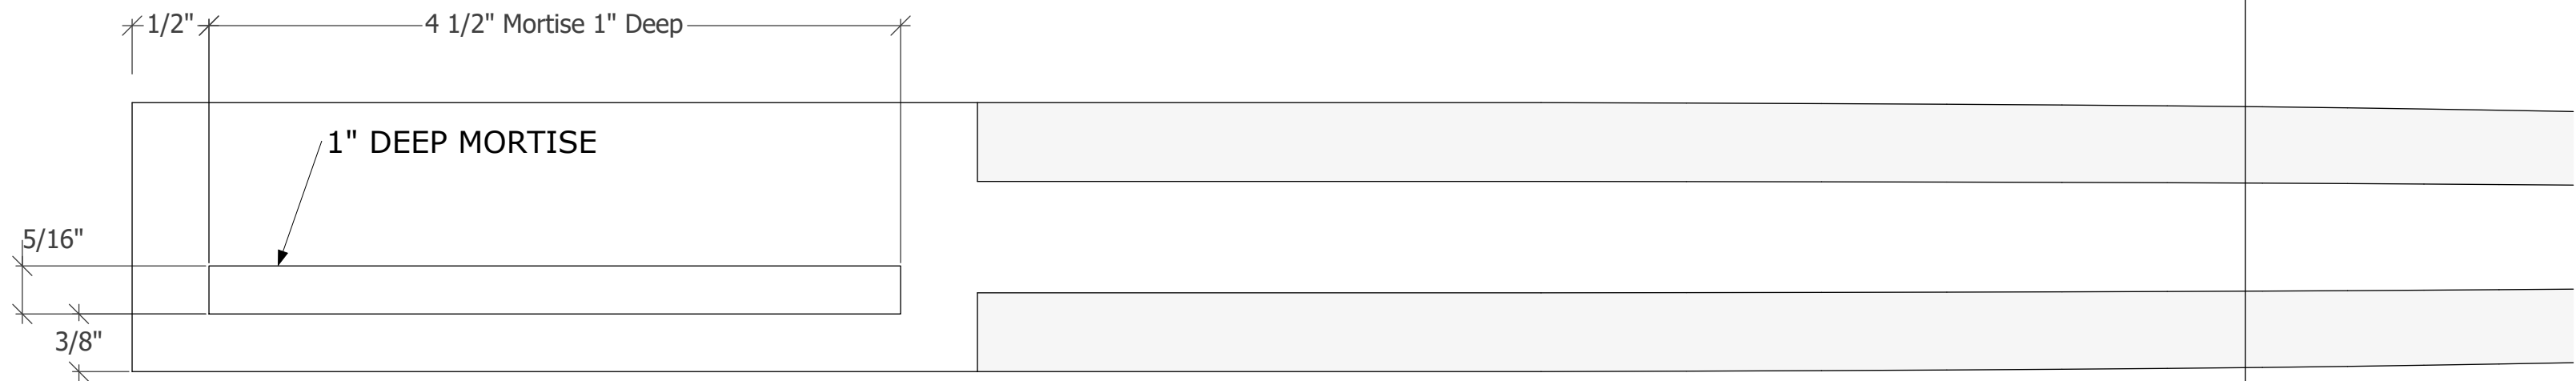 1/2" 4 1/2" Mortise 1" Deep
1" DEEP MORTISE
5/16"
3/8"